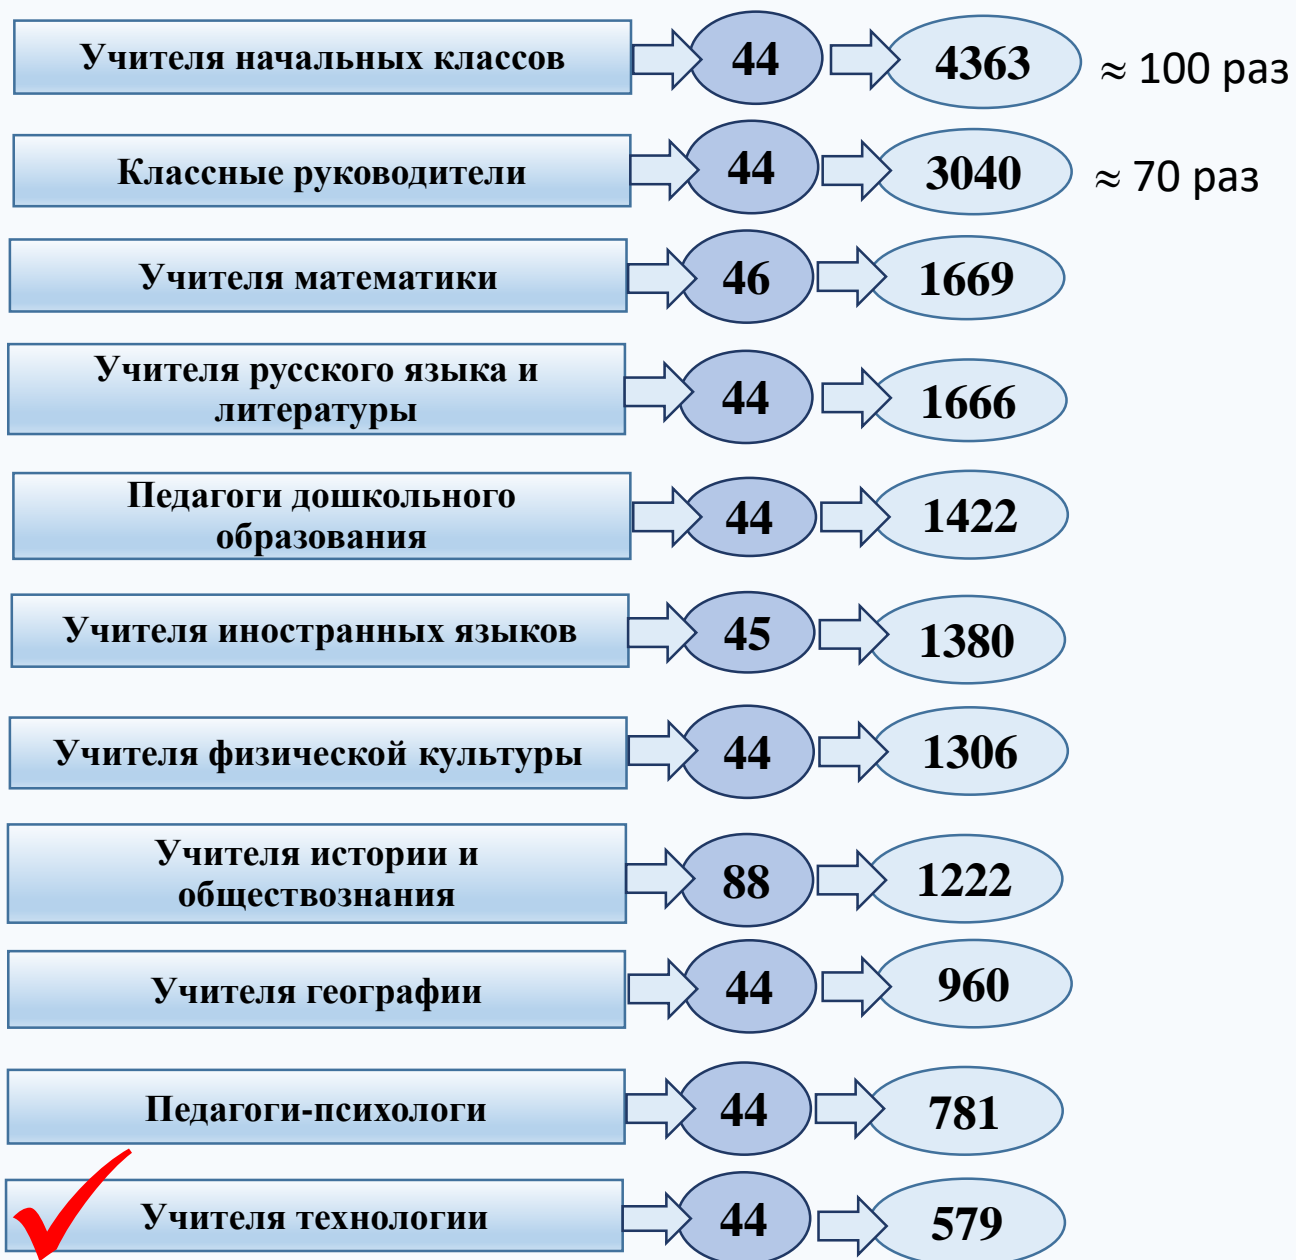 Учителя начальных классов 44 4363 ≈ 100 раз
Классные руководители 44 3040 ≈ 70 раз
Учителя математики 46 1669
Учителя русского языка и
литературы 44 1666
Педагоги дошкольного
образования 44 1422
Учителя иностранных языков 45 1380
Учителя физической культуры 44 1306
Учителя истории и
обществознания 88 1222
Учителя географии 44 960
Педагоги-психологи 44 781
Учителя технологии 44 579